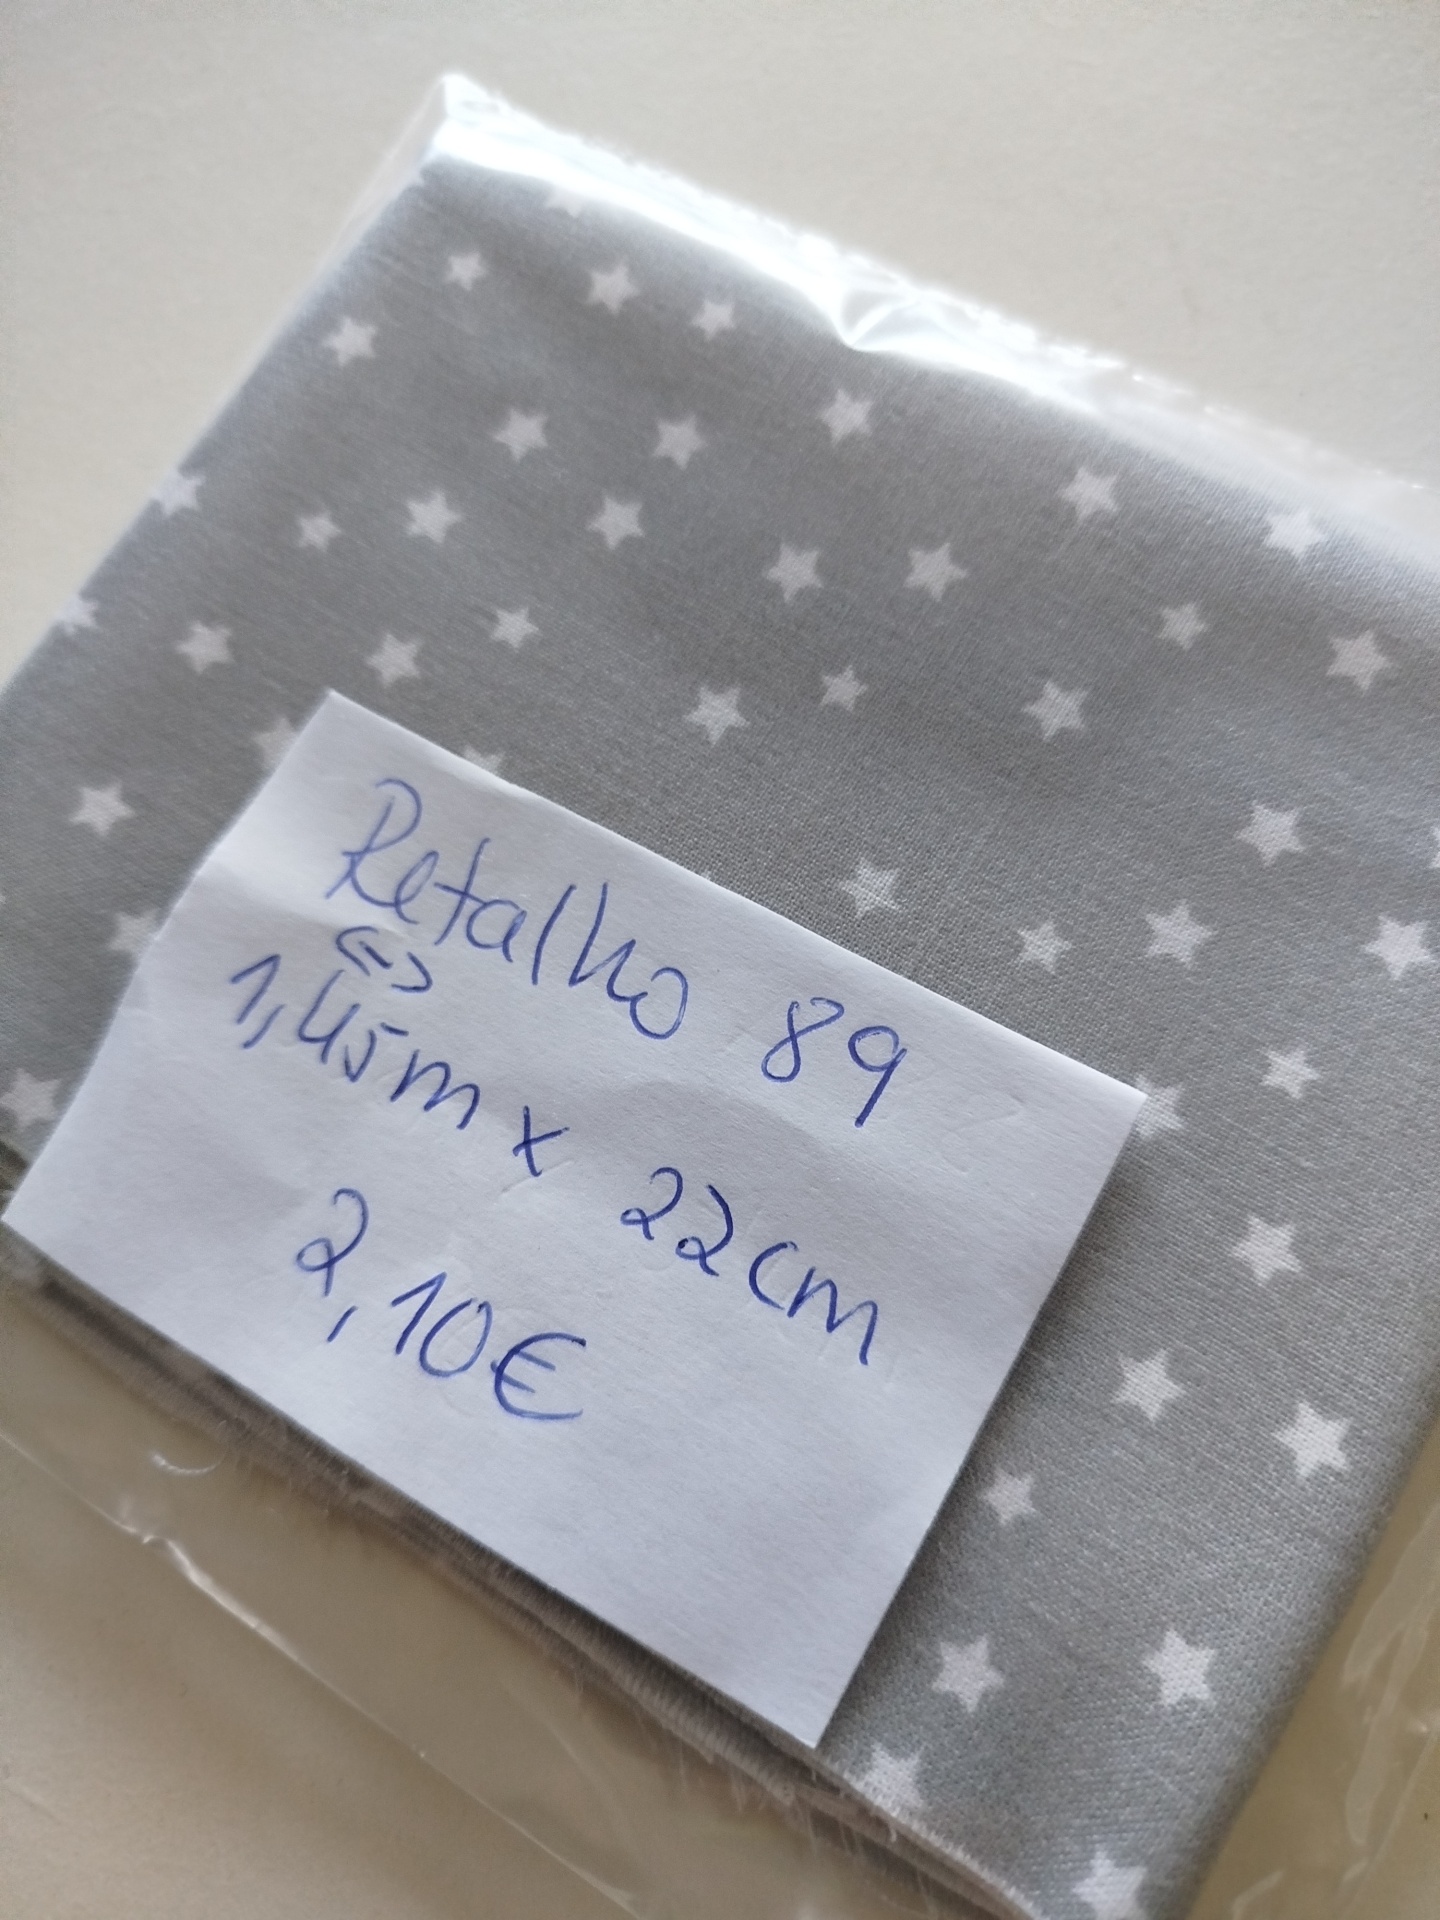 Retalho 89
<=>
1,45m x 22cm
2,10€